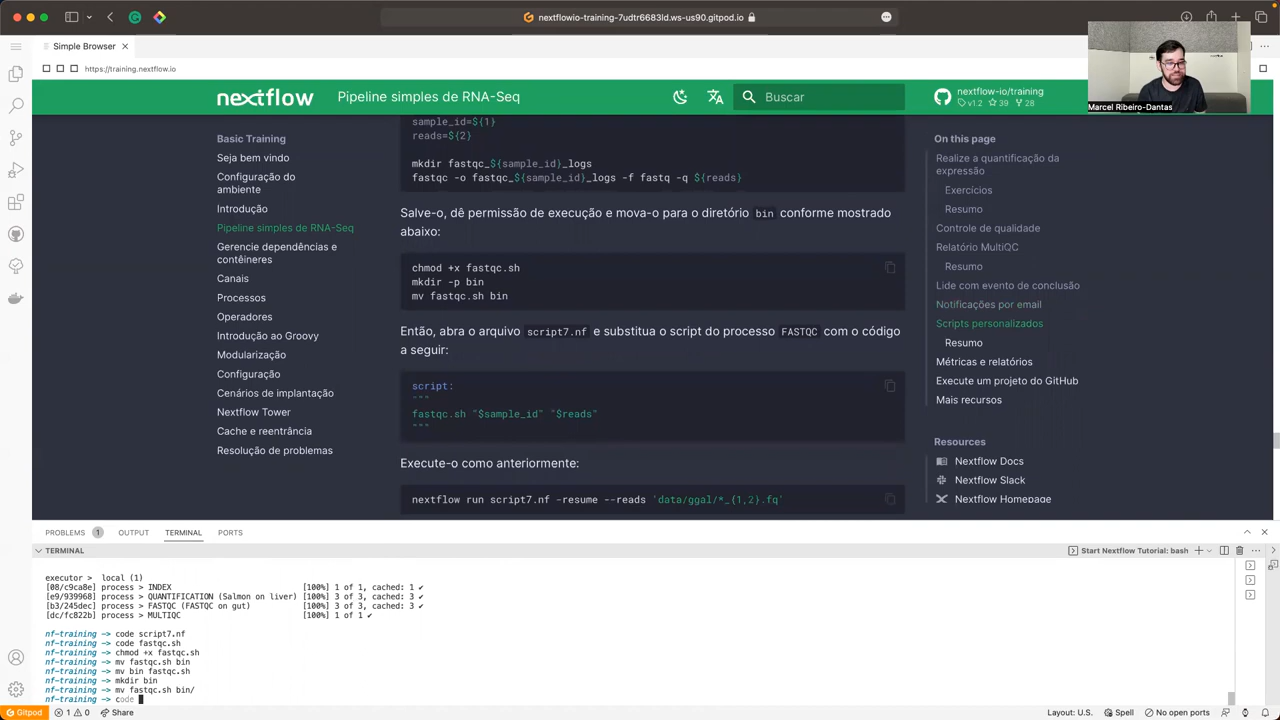 nextflowio-training-7udtr6683ld.ws-us90.gitpod.io
Simple Browser
https://training.nextflow.io
Marcel Ribeiro-Dantas
nextflow
Pipeline simples de RNA-Seq
Buscar
nextflow-io/training
v1.2 39 28
Basic Training
Seja bem vindo
Configuração do
ambiente
Introdução
Pipeline simples de RNA-Seq
Gerencie dependências e
contêineres
Canais
Processos
Operadores
Introdução ao Groovy
Modularização
Configuração
Cenários de implantação
Nextflow Tower
Cache e reentrância
Resolução de problemas
sample_id=${1}
reads=${2}
mkdir fastqc_${sample_id}_logs
fastqc -o fastqc_${sample_id}_logs -f fastq -q ${reads}
Salve-o, dê permissão de execução e mova-o para o diretório bin conforme mostrado
abaixo:
chmod +x fastqc.sh
mkdir -p bin
mv fastqc.sh bin
Então, abra o arquivo script7.nf e substitua o script do processo FASTQC com o código
a seguir:
script:
"""
fastqc.sh "$sample_id" "$reads"
"""
Execute-o como anteriormente:
nextflow run script7.nf -resume --reads 'data/ggal/*_{1,2}.fq'
On this page
Realize a quantificação da
expressão
Exercícios
Resumo
Controle de qualidade
Relatório MultiQC
Resumo
Lide com evento de conclusão
Notificações por email
Scripts personalizados
Resumo
Métricas e relatórios
Execute um projeto do GitHub
Mais recursos
Resources
Nextflow Docs
Nextflow Slack
Nextflow Homepage
PROBLEMS 1 OUTPUT TERMINAL PORTS
TERMINAL
Start Nextflow Tutorial: bash
executor > local (1)
[08/c9ca8e] process > INDEX [100%] 1 of 1, cached: 1 ✔
[e9/939968] process > QUANTIFICATION (Salmon on liver) [100%] 3 of 3, cached: 3 ✔
[b3/245dec] process > FASTQC (FASTQC on gut) [100%] 3 of 3, cached: 3 ✔
[dc/fc822b] process > MULTIQC [100%] 1 of 1 ✔
nf-training -> code script7.nf
nf-training -> code fastqc.sh
nf-training -> chmod +x fastqc.sh
nf-training -> mv fastqc.sh bin
nf-training -> mv bin fastqc.sh
nf-training -> mkdir bin
nf-training -> mv fastqc.sh bin/
nf-training -> code
Gitpod 1 0 Share
Layout: U.S. Spell No open ports